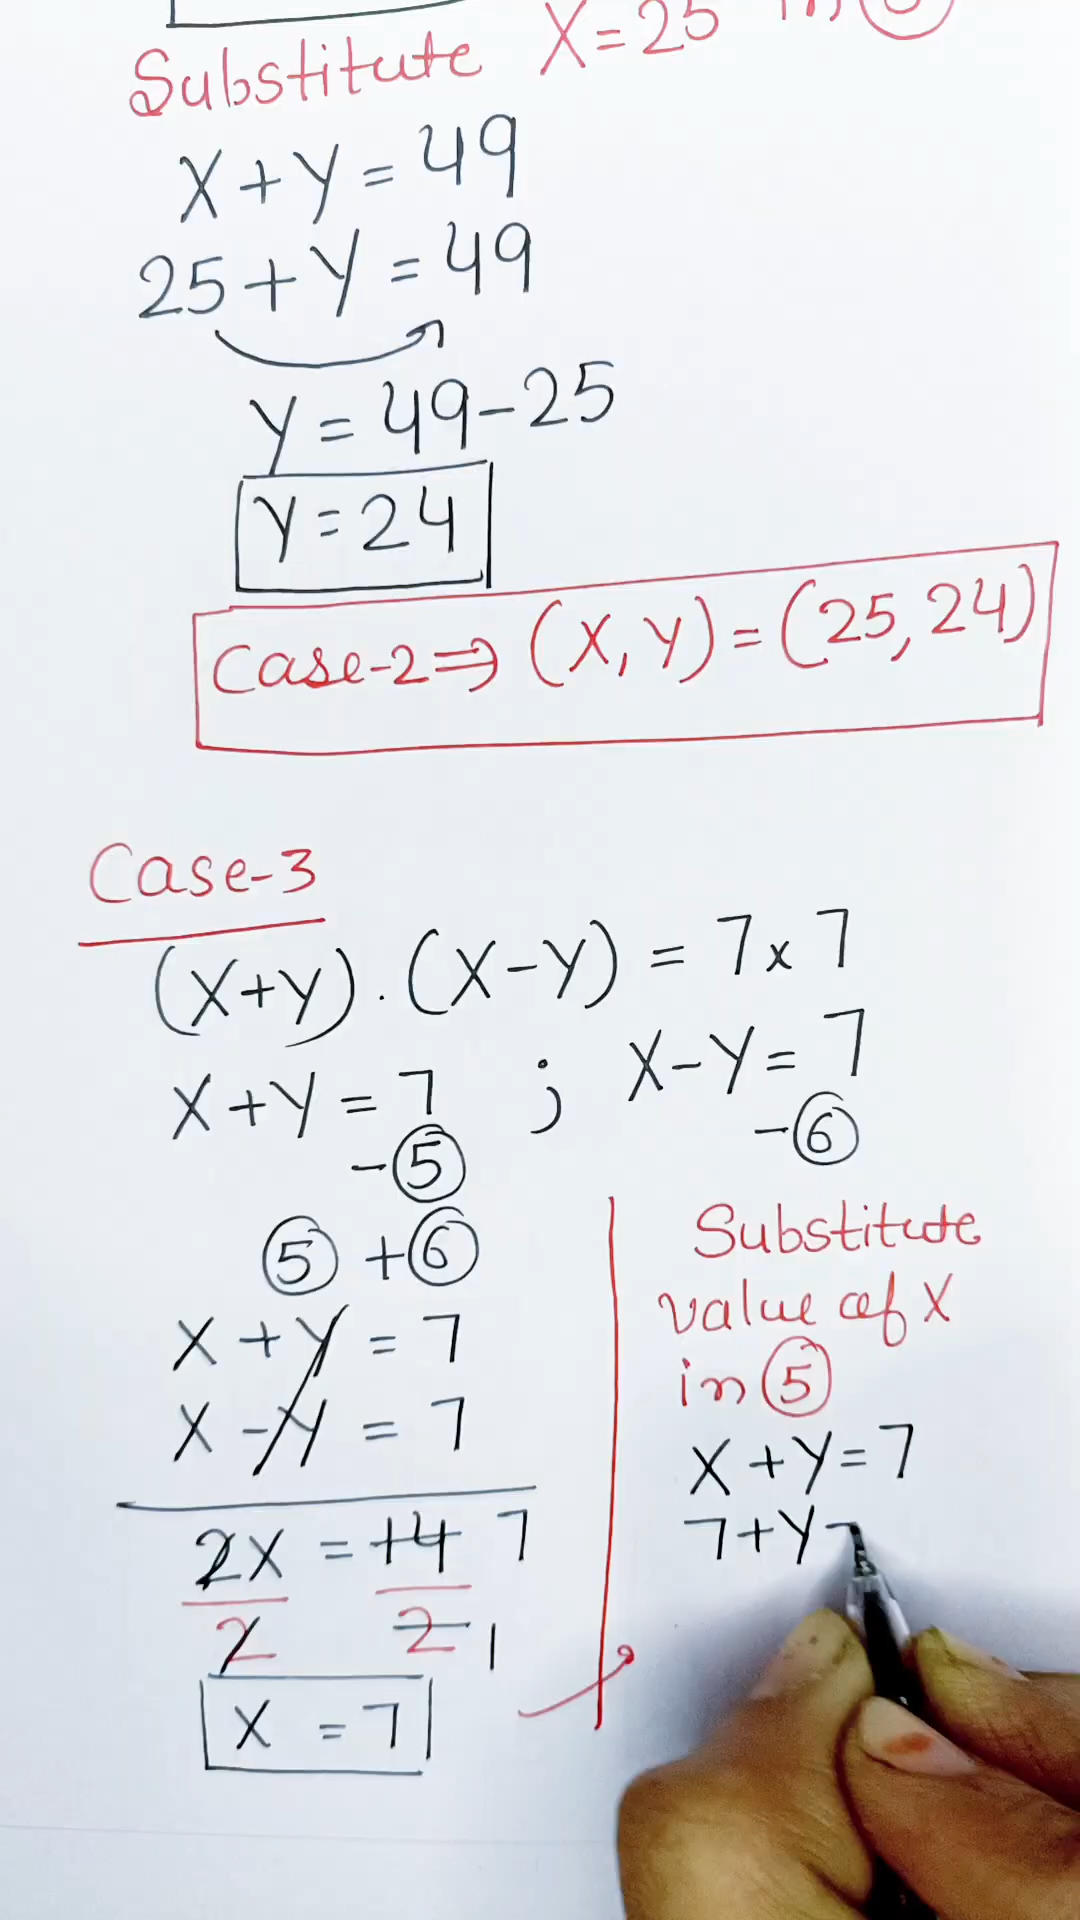 Substitute X=25 in
X+Y=49
25+Y=49
Y=49-25
Y=24
Case-2⇒(X,Y)=(25,24)
Case-3
(X+Y).(X-Y)=7x7
X+Y=7 ; X-Y=7
-⑤ -⑥
⑤+⑥
X+Y=7
X-Y=7
2X=14 7
2 2 1
X=7
Substitute
value of X
in ⑤
X+Y=7
7+Y